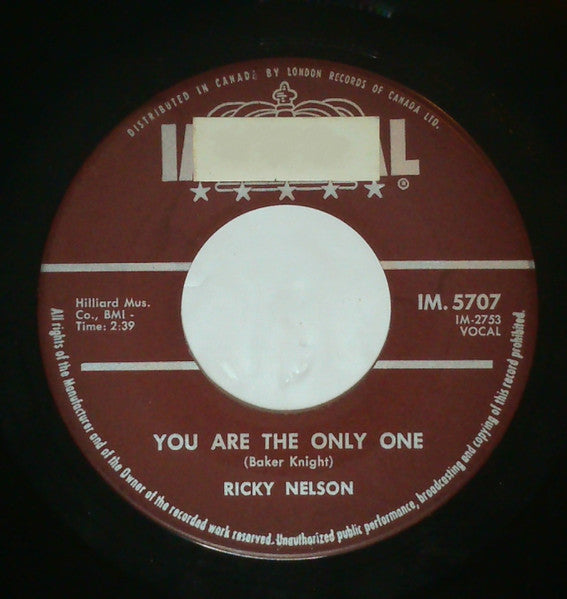 DISTRIBUTED IN CANADA BY LONDON RECORDS OF CANADA LTD.
®
Hilliard Mus.
Co., BMI -
Time: 2:39
IM. 5707
IM-2753
VOCAL
YOU ARE THE ONLY ONE
(Baker Knight)
RICKY NELSON
All rights of the Manufacturer and of the Owner of the recorded work reserved. Unauthorized public performance, broadcasting and copying of this record prohibited.